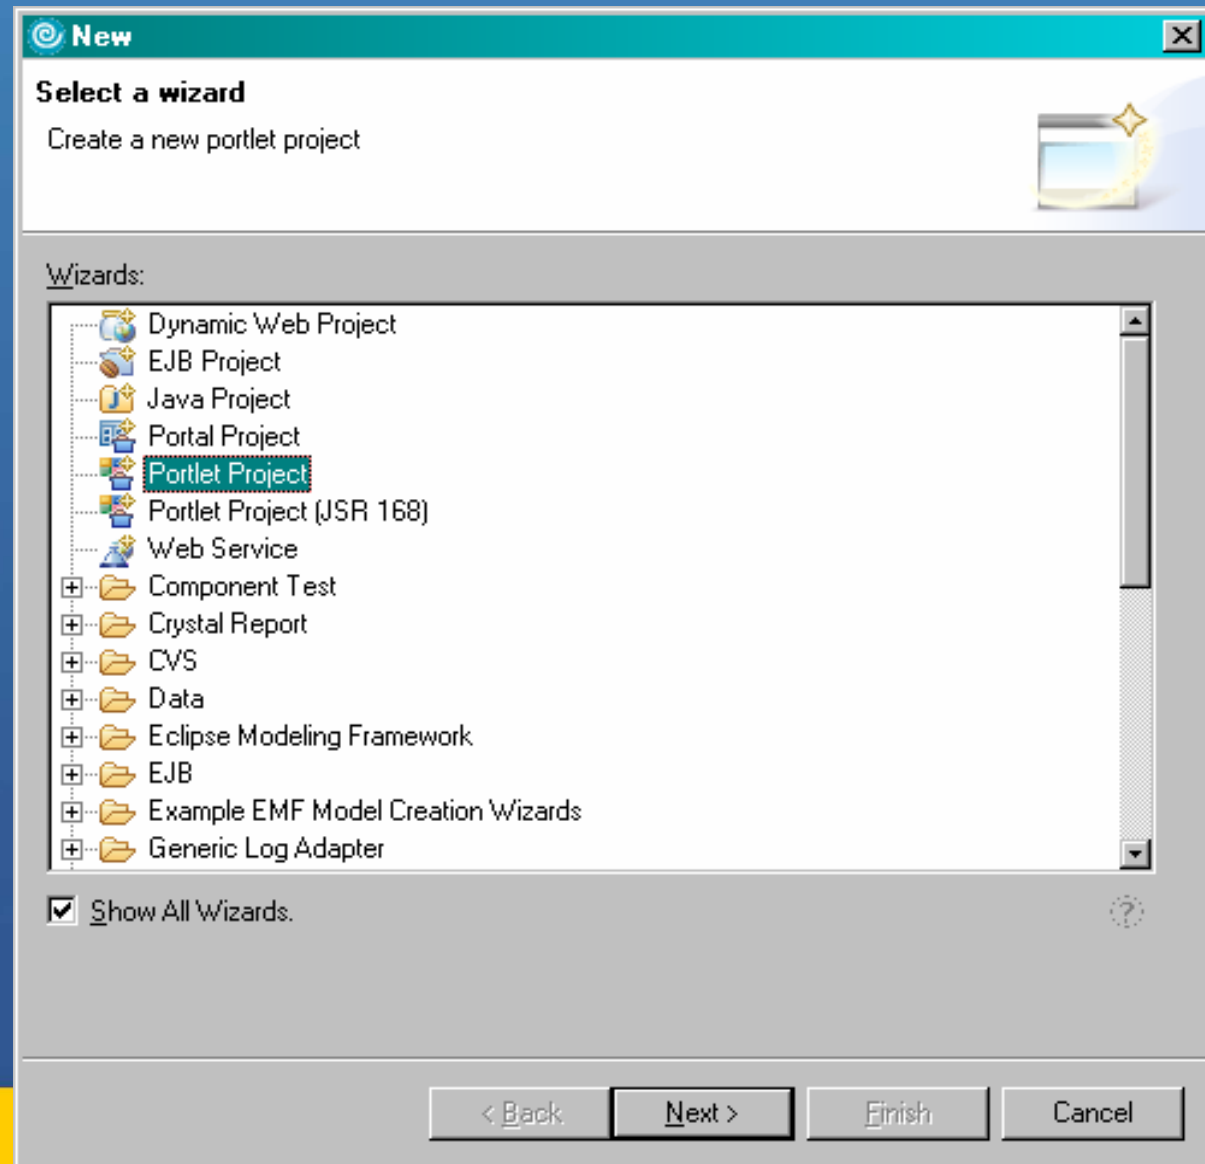 New
Select a wizard
Create a new portlet project
Wizards:
Dynamic Web Project
EJB Project
Java Project
Portal Project
Portlet Project
Portlet Project (JSR 168)
Web Service
Component Test
Crystal Report
CVS
Data
Eclipse Modeling Framework
EJB
Example EMF Model Creation Wizards
Generic Log Adapter
Show All Wizards.
< Back Next > Finish Cancel